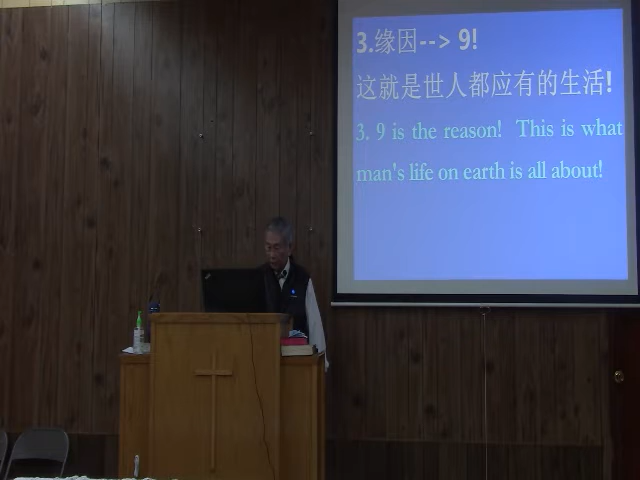 3.缘因--> 9!
这就是世人都应有的生活!
3. 9 is the reason! This is what
man's life on earth is all about!